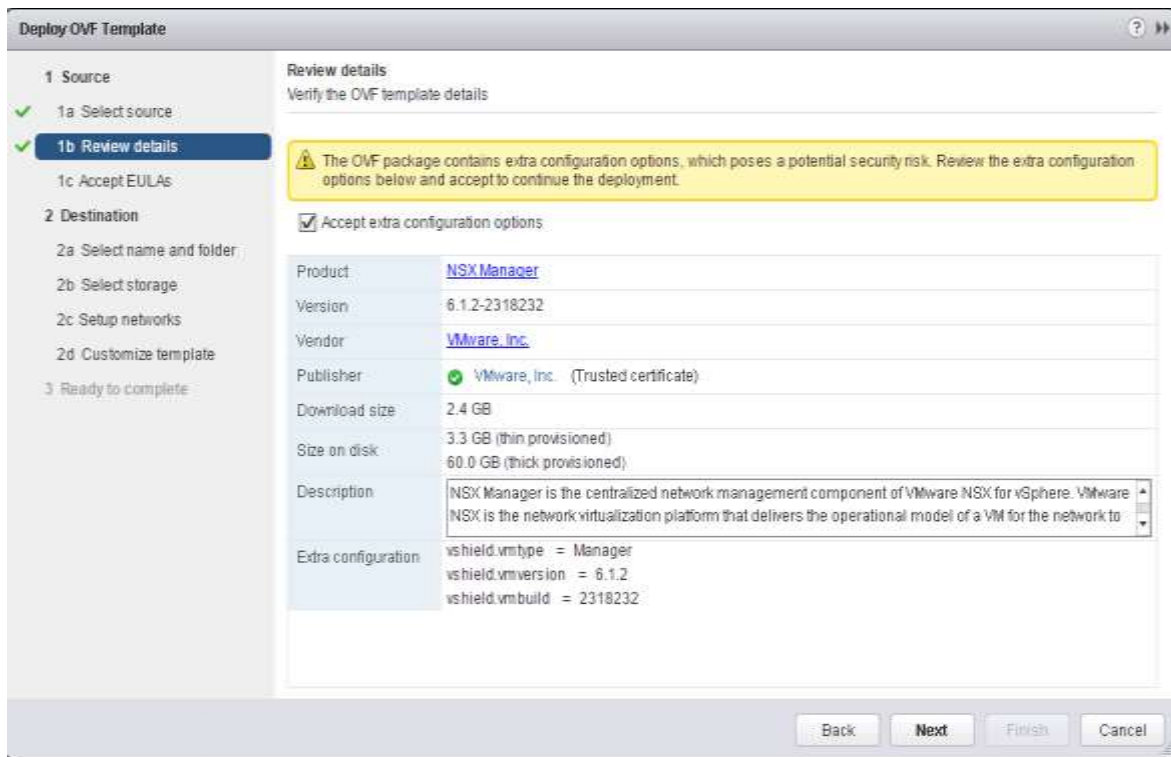 Deploy OVF Template
1 Source
1a Select source
1b Review details
1c Accept EULAs
2 Destination
2a Select name and folder
2b Select storage
2c Setup networks
2d Customize template
3 Ready to complete
Review details
Verify the OVF template details
The OVF package contains extra configuration options, which poses a potential security risk. Review the extra configuration
options below and accept to continue the deployment.
Accept extra configuration options
Product NSX Manager
Version 6.1.2-2318232
Vendor VMware, Inc.
Publisher VMware, Inc. (Trusted certificate)
Download size 2.4 GB
Size on disk 3.3 GB (thin provisioned)
60.0 GB (thick provisioned)
Description NSX Manager is the centralized network management component of VMware NSX for vSphere. VMware
NSX is the network virtualization platform that delivers the operational model of a VM for the network to
Extra configuration vshield.vmtype = Manager
vshield.vmversion = 6.1.2
vshield.vmbuild = 2318232
Back Next Finish Cancel